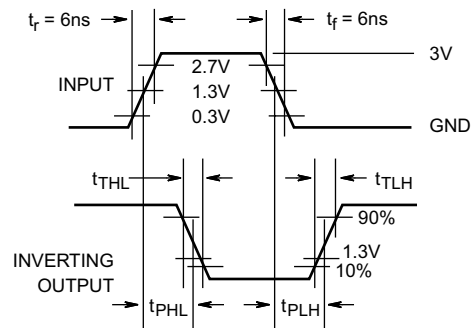 tr = 6ns
tf = 6ns
3V
INPUT
2.7V
1.3V
0.3V
GND
tTHL
tTLH
90%
1.3V
10%
INVERTING
OUTPUT
tPHL
tPLH